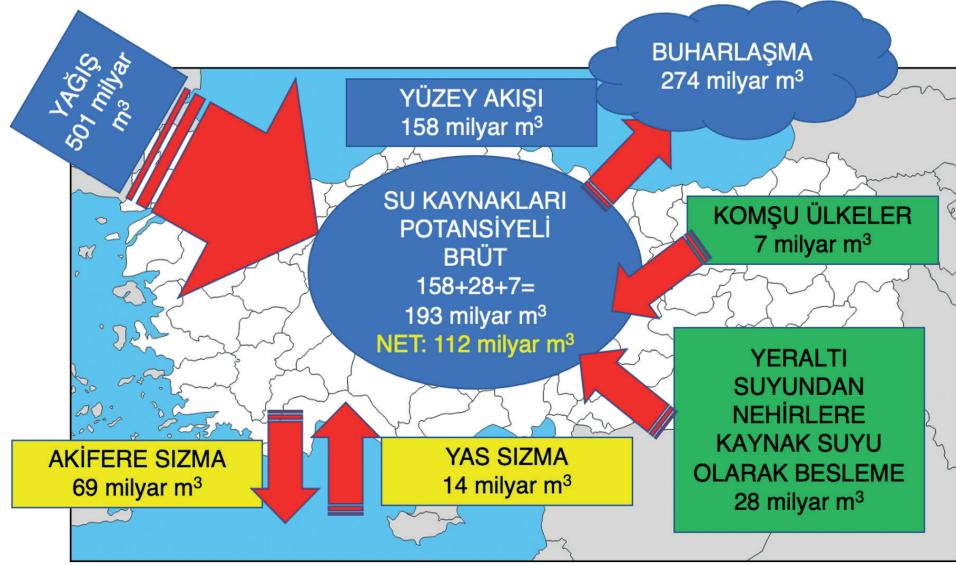 YAĞIŞ
501 milyar
m³
BUHARLAŞMA
274 milyar m³
YÜZEY AKIŞI
158 milyar m³
SU KAYNAKLARI
POTANSİYELİ
BRÜT
158+28+7=
193 milyar m³
NET: 112 milyar m³
KOMŞU ÜLKELER
7 milyar m³
YERALTI
SUYUNDAN
NEHİRLERE
KAYNAK SUYU
OLARAK BESLEME
28 milyar m³
AKİFERE SIZMA
69 milyar m³
YAS SIZMA
14 milyar m³